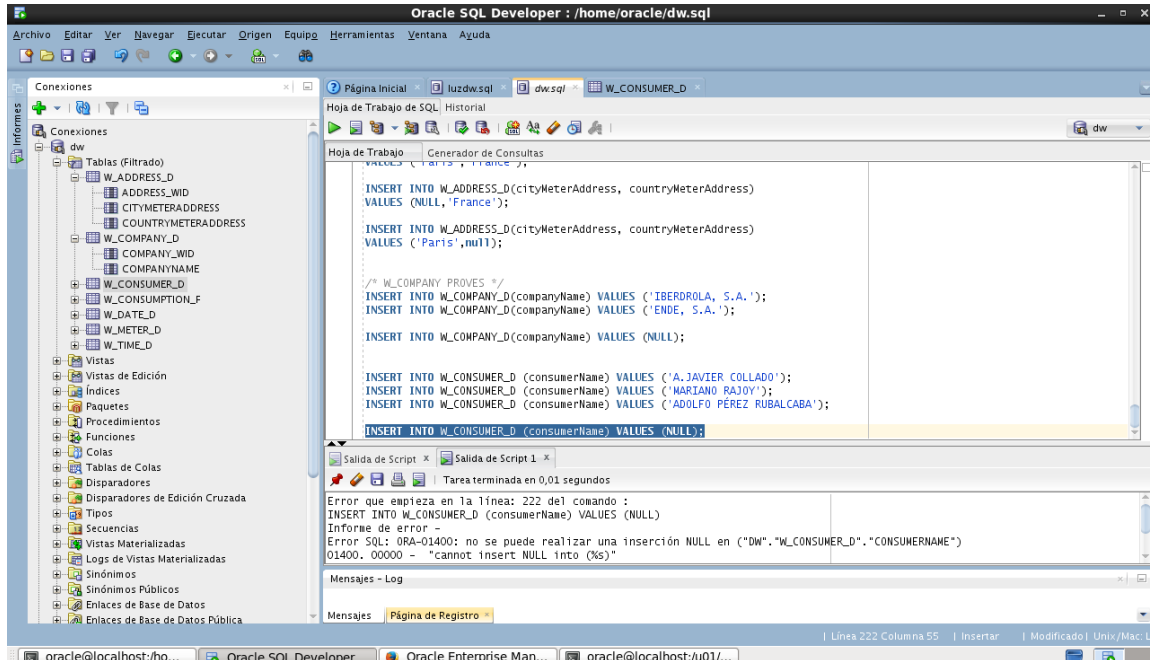 Oracle SQL Developer : /home/oracle/dw.sql
Archivo Editar Ver Navegar Ejecutar Origen Equipo Herramientas Ventana Ayuda
Conexiones
Página Inicial luzdw.sql dw.sql W_CONSUMER_D
Hoja de Trabajo de SQL Historial
Informes
dw
Hoja de Trabajo Generador de Consultas
Conexiones
dw
Tablas (Filtrado)
W_ADDRESS_D
ADDRESS_WID
CITYMETERADDRESS
COUNTRYMETERADDRESS
W_COMPANY_D
COMPANY_WID
COMPANYNAME
W_CONSUMER_D
W_CONSUMPTION_F
W_DATE_D
W_METER_D
W_TIME_D
Vistas
Vistas de Edición
Índices
Paquetes
Procedimientos
Funciones
Colas
Tablas de Colas
Disparadores
Disparadores de Edición Cruzada
Tipos
Secuencias
Vistas Materializadas
Logs de Vistas Materializadas
Sinónimos
Sinónimos Públicos
Enlaces de Base de Datos
Enlaces de Base de Datos Pública
VALUES ('Paris', 'France');
INSERT INTO W_ADDRESS_D(cityMeterAddress, countryMeterAddress)
VALUES (NULL,'France');
INSERT INTO W_ADDRESS_D(cityMeterAddress, countryMeterAddress)
VALUES ('Paris',null);
/* W_COMPANY PROVES */
INSERT INTO W_COMPANY_D(companyName) VALUES ('IBERDROLA, S.A.');
INSERT INTO W_COMPANY_D(companyName) VALUES ('ENDE, S.A.');
INSERT INTO W_COMPANY_D(companyName) VALUES (NULL);
INSERT INTO W_CONSUMER_D (consumerName) VALUES ('A.JAVIER COLLADO');
INSERT INTO W_CONSUMER_D (consumerName) VALUES ('MARIANO RAJOY');
INSERT INTO W_CONSUMER_D (consumerName) VALUES ('ADOLFO PÉREZ RUBALCABA');
INSERT INTO W_CONSUMER_D (consumerName) VALUES (NULL);
Salida de Script Salida de Script 1
Tarea terminada en 0,01 segundos
Error que empieza en la línea: 222 del comando :
INSERT INTO W_CONSUMER_D (consumerName) VALUES (NULL)
Informe de error -
Error SQL: ORA-01400: no se puede realizar una inserción NULL en ("DW"."W_CONSUMER_D"."CONSUMERNAME")
01400. 00000 - "cannot insert NULL into (%s)"
Mensajes - Log
Mensajes Página de Registro
Línea 222 Columna 55 Insertar Modificado Unix/Mac: L
oracle@localhost:/ho... Oracle SQL Developer ... Oracle Enterprise Man... oracle@localhost:/u01/...